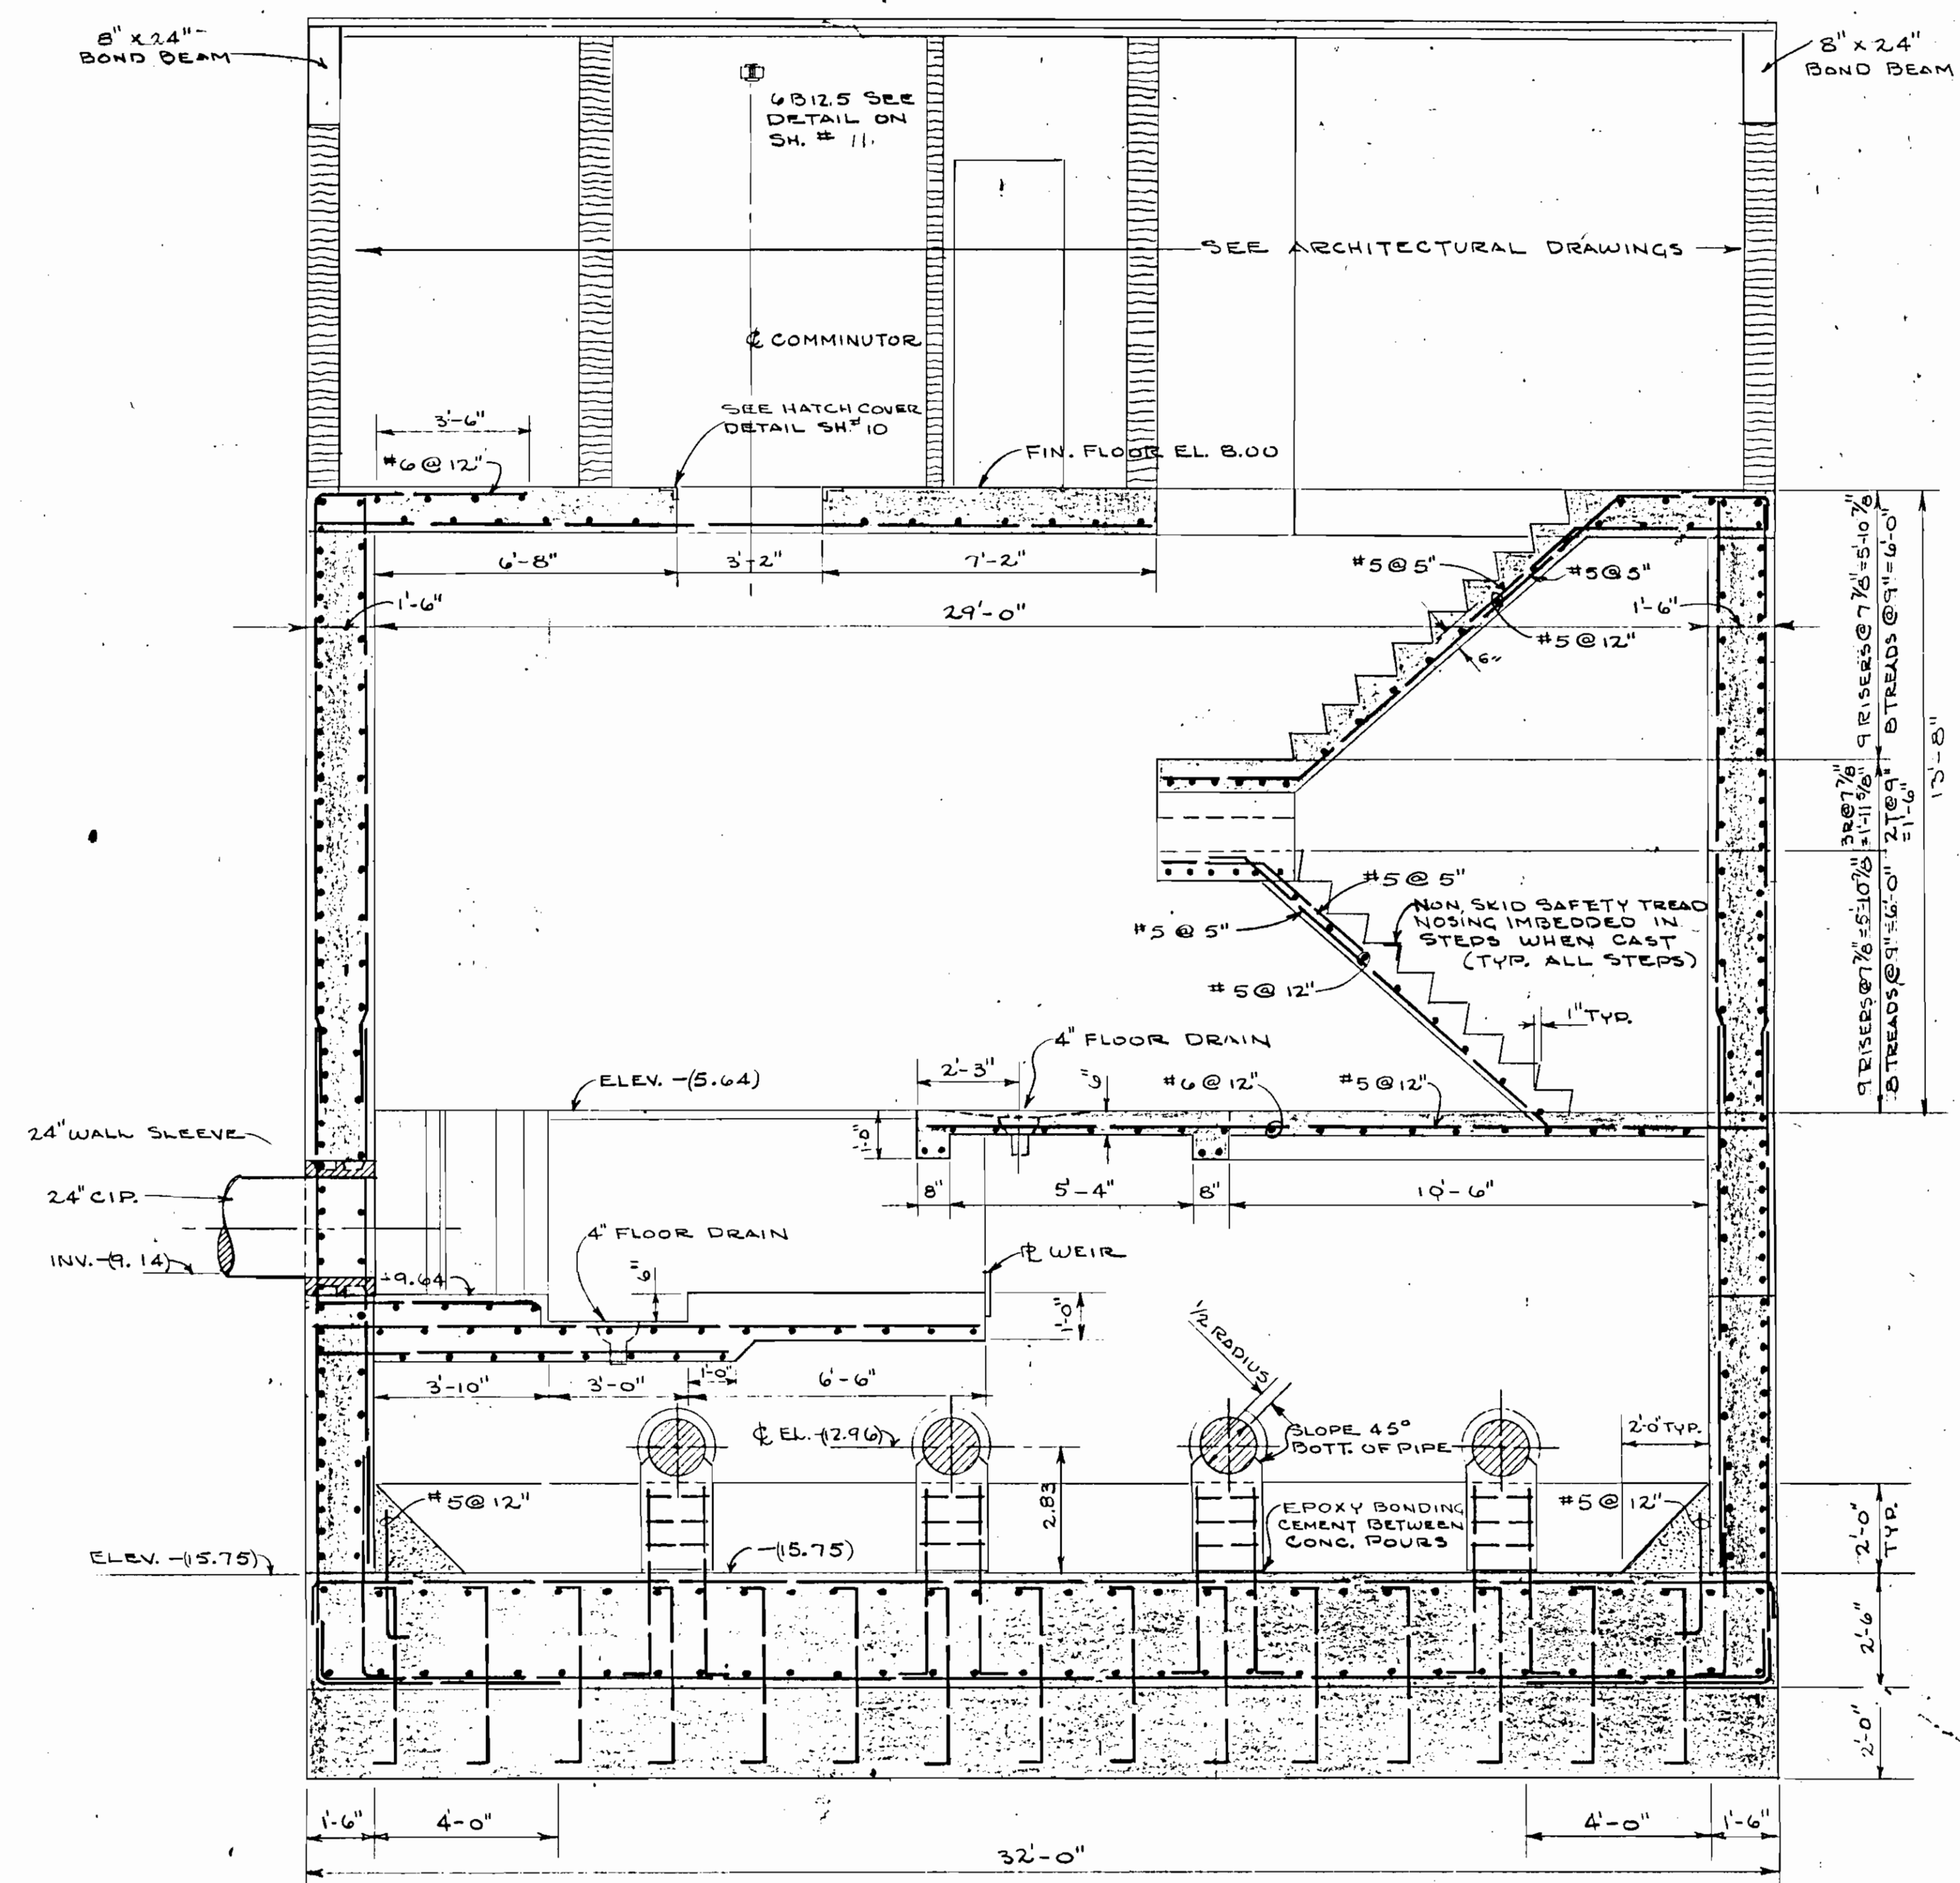 8" x 24"
BOND BEAM
8" x 24"
BOND BEAM
6B12.5 SEE
DETAIL ON
SH. # 11.
SEE ARCHITECTURAL DRAWINGS
℄ COMMINUTOR
SEE HATCH COVER
DETAIL SH.#10
3'-6"
#6@12"
FIN. FLOOR EL. 8.00
6'-8"
3'-2"
7'-2"
#5@5"
#5@5"
1'-6"
29'-0"
1'-6"
#5@12"
6"
9 RISERS@7 7/8"=5'-10 7/8"
8 TREADS@9"=6'-0"
3R@7 7/8"
=1'-11 5/8"
2T@9"
=1'-6"
13'-8"
9 RISERS@7 7/8"=5'-10 7/8"
8 TREADS@9"=6'-0"
#5@5"
NON SKID SAFETY TREAD
NOSING IMBEDDED IN
STEPS WHEN CAST
(TYP. ALL STEPS)
#5@5"
#5@12"
1" TYP.
4" FLOOR DRAIN
ELEV. -(5.64)
2'-3"
6"
#6@12"
#5@12"
1'-0"
24" WALL SLEEVE
24" C.I.P.
8"
5'-4"
8"
10'-6"
4" FLOOR DRAIN
INV. -(9.14)
-9.64
6"
℄ WEIR
1'-0"
1/2 RADIUS
3'-10"
3'-0"
1'-0"
6'-6"
℄ EL. -(12.96)
SLOPE 45°
BOTT. OF PIPE
2'-0" TYP.
2.83
#5@12"
EPOXY BONDING
CEMENT BETWEEN
CONC. POURS
#5@12"
2'-0"
TYP.
ELEV. -(15.75)
-(15.75)
2'-6"
2'-0"
1'-6"
4'-0"
4'-0"
1'-6"
32'-0"